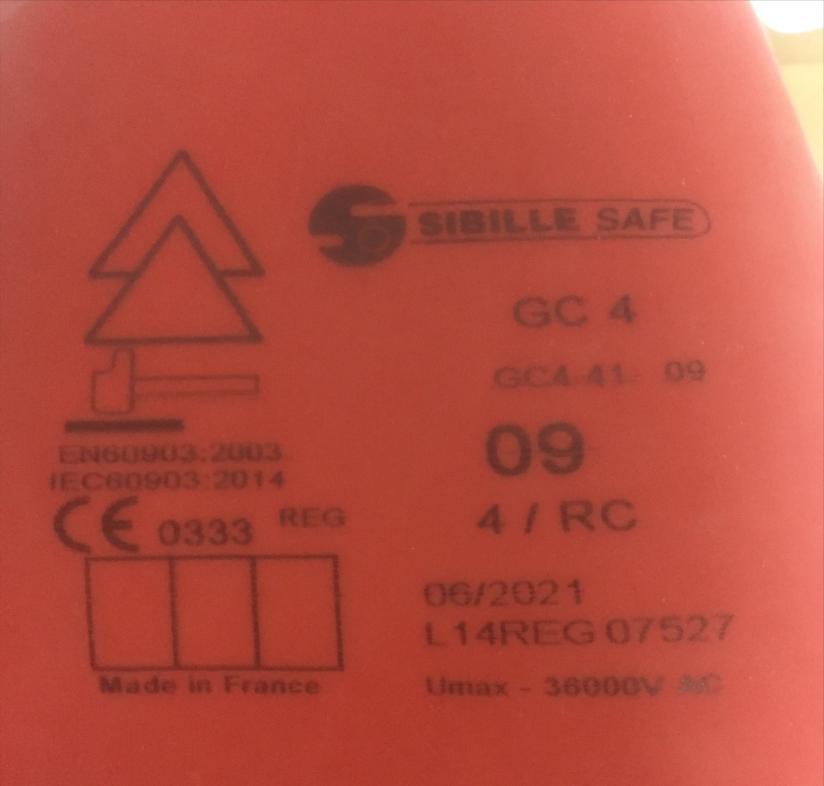 SIBILLE SAFE
GC 4
GC4-41- 09
09
4 / RC
EN60903:2003
IEC60903:2014
CE 0333 REG
06/2021
L14REG 07527
Made in France
Umax - 36000V AC